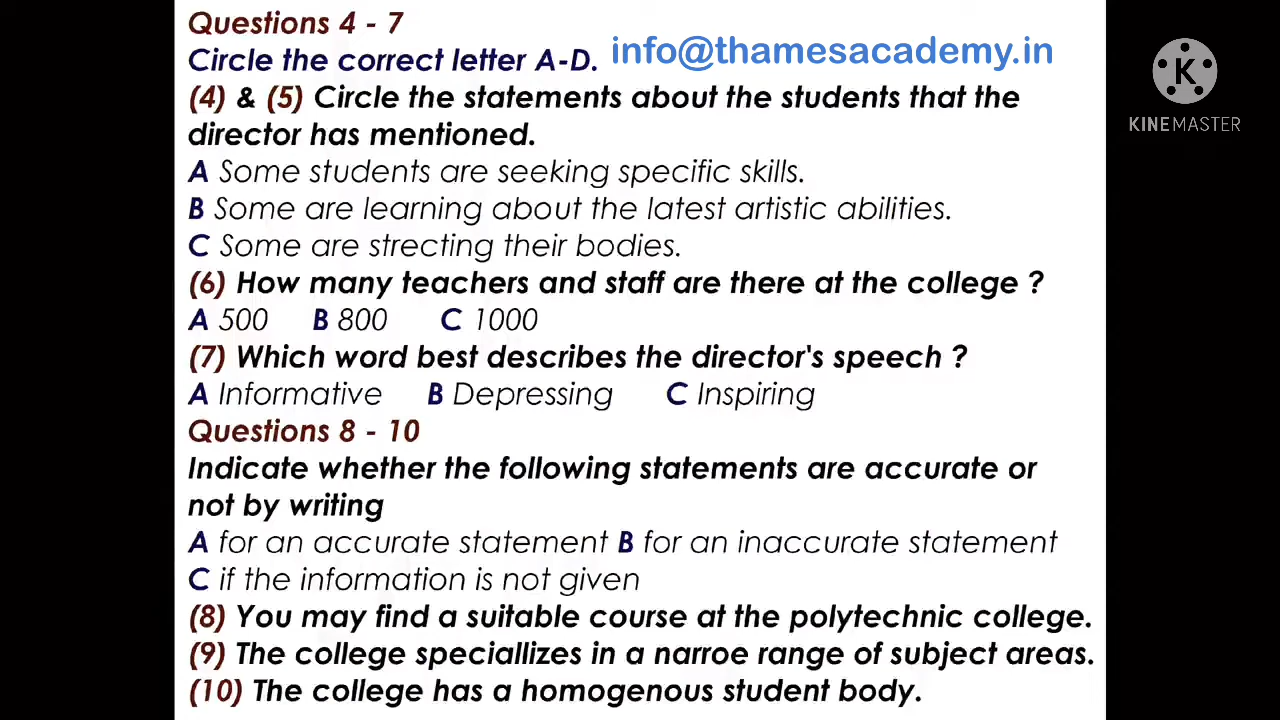 Questions 4 - 7
info@thamesacademy.in
Circle the correct letter A-D.
(4) & (5) Circle the statements about the students that the
director has mentioned.
A Some students are seeking specific skills.
B Some are learning about the latest artistic abilities.
C Some are strecting their bodies.
(6) How many teachers and staff are there at the college ?
A 500 B 800 C 1000
(7) Which word best describes the director's speech ?
A Informative B Depressing C Inspiring
Questions 8 - 10
Indicate whether the following statements are accurate or
not by writing
A for an accurate statement B for an inaccurate statement
C if the information is not given
(8) You may find a suitable course at the polytechnic college.
(9) The college speciallizes in a narroe range of subject areas.
(10) The college has a homogenous student body.
K
KINEMASTER